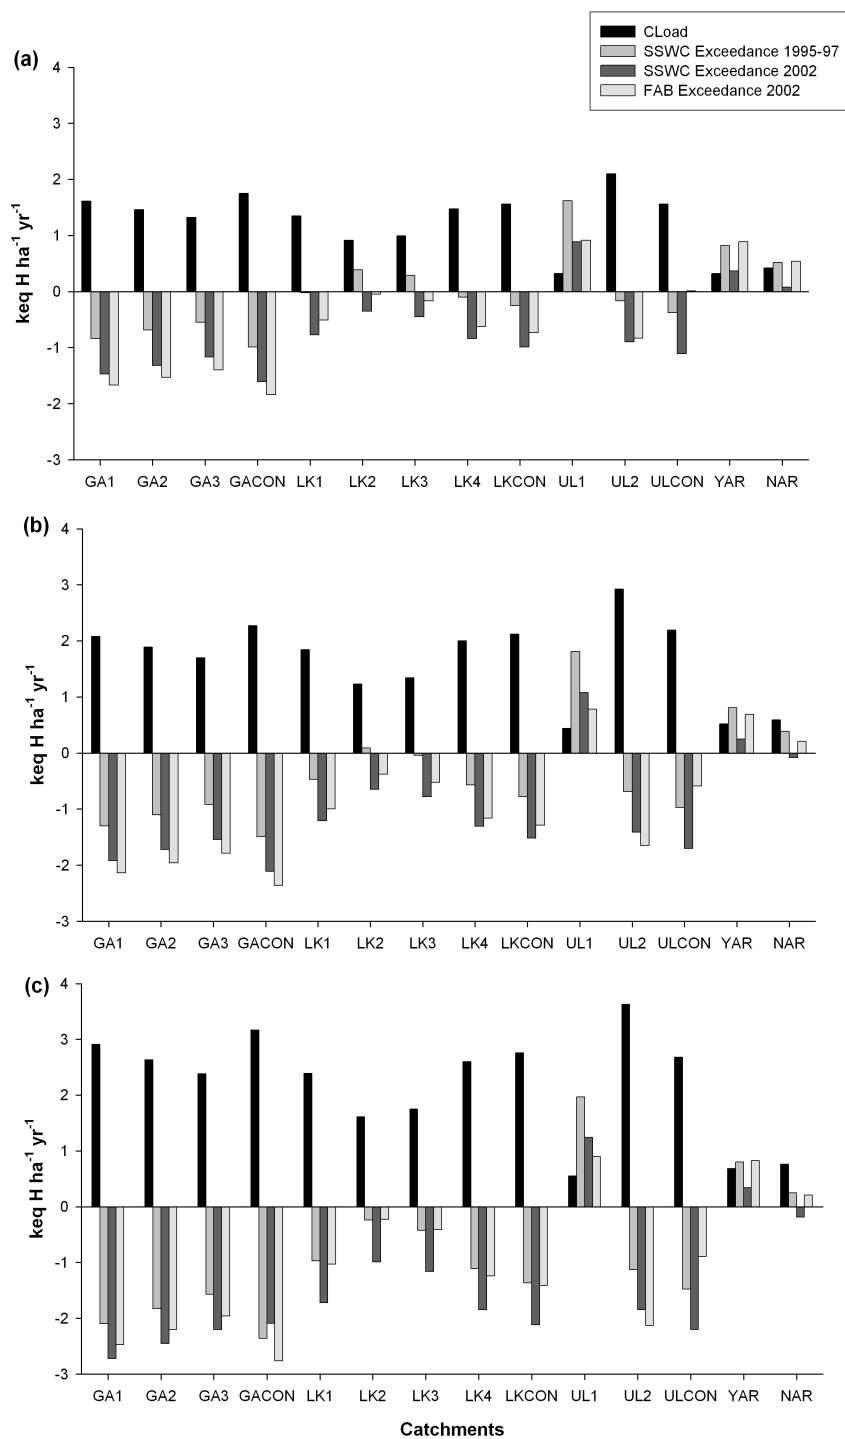 CLoad
SSWC Exceedance 1995-97
SSWC Exceedance 2002
FAB Exceedance 2002
(a)
4
3
2
1
0
-1
-2
-3
keq H ha⁻¹ yr⁻¹
GA1 GA2 GA3 GACON LK1 LK2 LK3 LK4 LKCON UL1 UL2 ULCON YAR NAR
(b)
4
3
2
1
0
-1
-2
-3
keq H ha⁻¹ yr⁻¹
GA1 GA2 GA3 GACON LK1 LK2 LK3 LK4 LKCON UL1 UL2 ULCON YAR NAR
(c)
4
3
2
1
0
-1
-2
-3
keq H ha⁻¹ yr⁻¹
GA1 GA2 GA3 GACON LK1 LK2 LK3 LK4 LKCON UL1 UL2 ULCON YAR NAR
Catchments